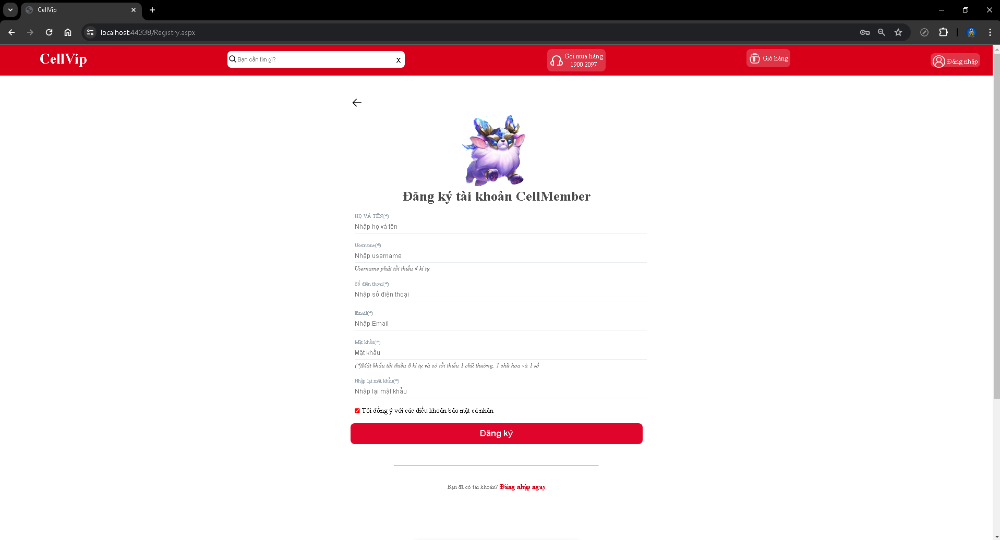 CellVip
localhost:44338/Registry.aspx
CellVip
Bạn cần tìm gì?
X
Gọi mua hàng
1900.2097
0
Giỏ hàng
Đăng nhập
Đăng ký tài khoản CellMember
HỌ VÀ TÊN(*)
Nhập họ và tên
Username(*)
Nhập username
Username phải tối thiểu 4 kí tự
Số điện thoại(*)
Nhập số điện thoại
Email(*)
Nhập Email
Mật khẩu(*)
Mật khẩu
(*)Mật khẩu tối thiểu 8 kí tự và có tối thiểu 1 chữ thường, 1 chữ hoa và 1 số
Nhập lại mật khẩu(*)
Nhập lại mật khẩu
Tôi đồng ý với các điều khoản bảo mật cá nhân
Đăng ký
Bạn đã có tài khoản? Đăng nhập ngay